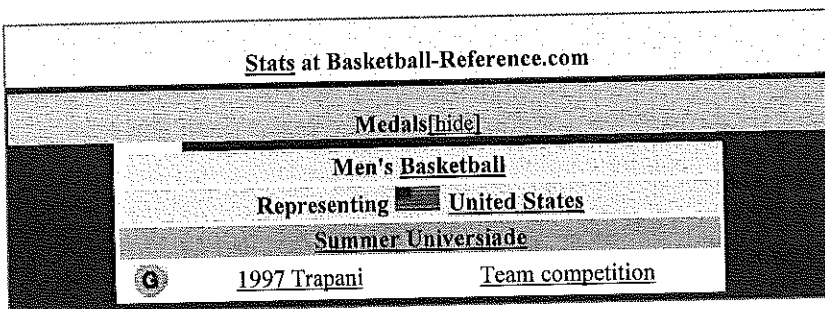 Stats at Basketball-Reference.com
Medals[hide]
Men's Basketball
Representing United States
Summer Universiade
G 1997 Trapani Team competition